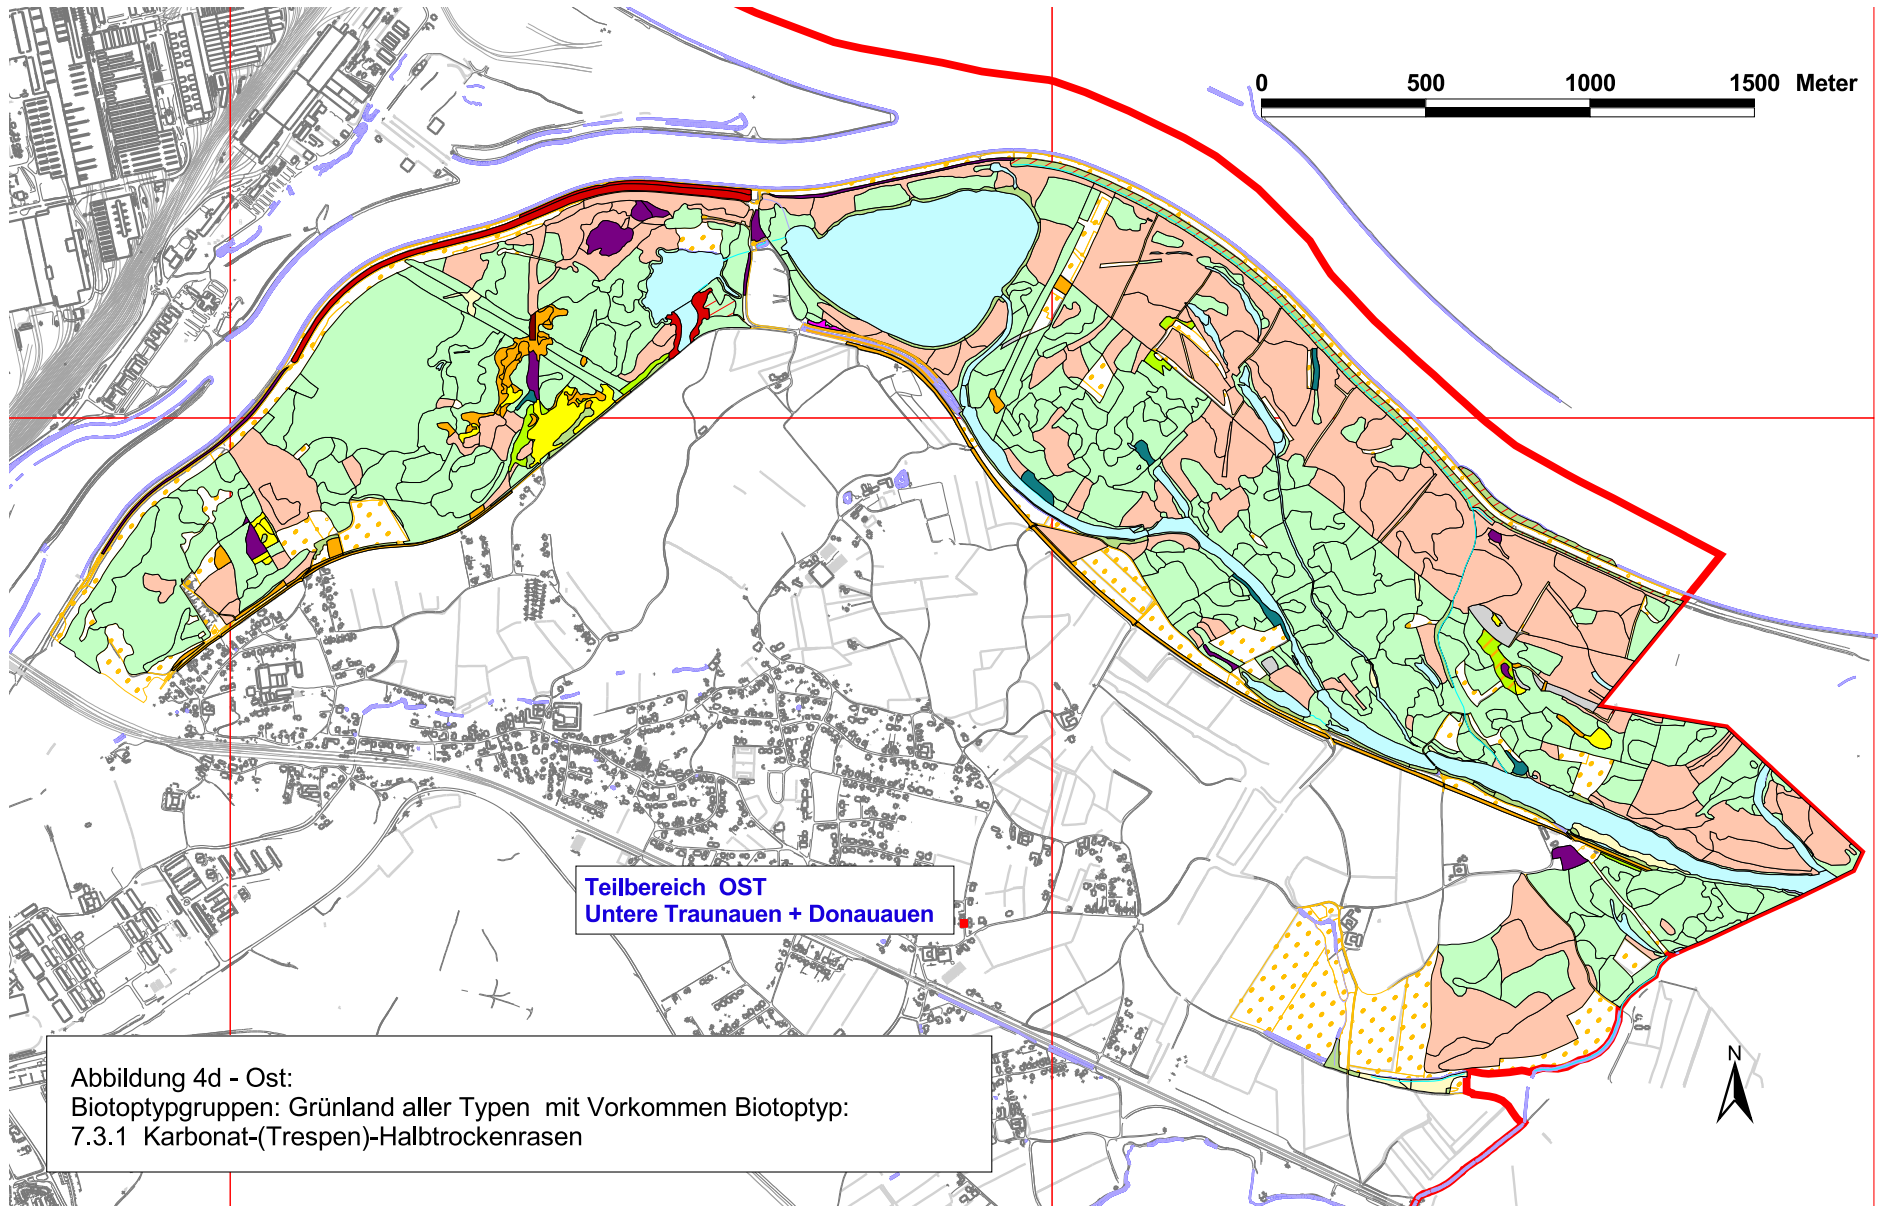 0 500 1000 1500 Meter
Teilbereich OST
Untere Traunauen + Donauauen
Abbildung 4d - Ost:
Biotoptypgruppen: Grünland aller Typen mit Vorkommen Biotoptyp:
7.3.1 Karbonat-(Trespen)-Halbtrockenrasen
N